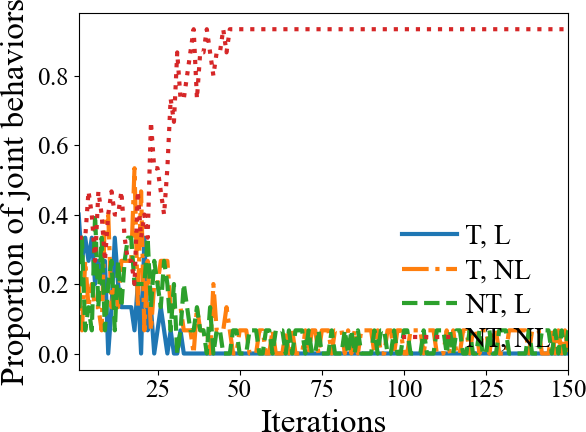 Proportion of joint behaviors
0.8
0.6
0.4
0.2
0.0
T, L
T, NL
NT, L
NT, NL
25 50 75 100 125 150
Iterations